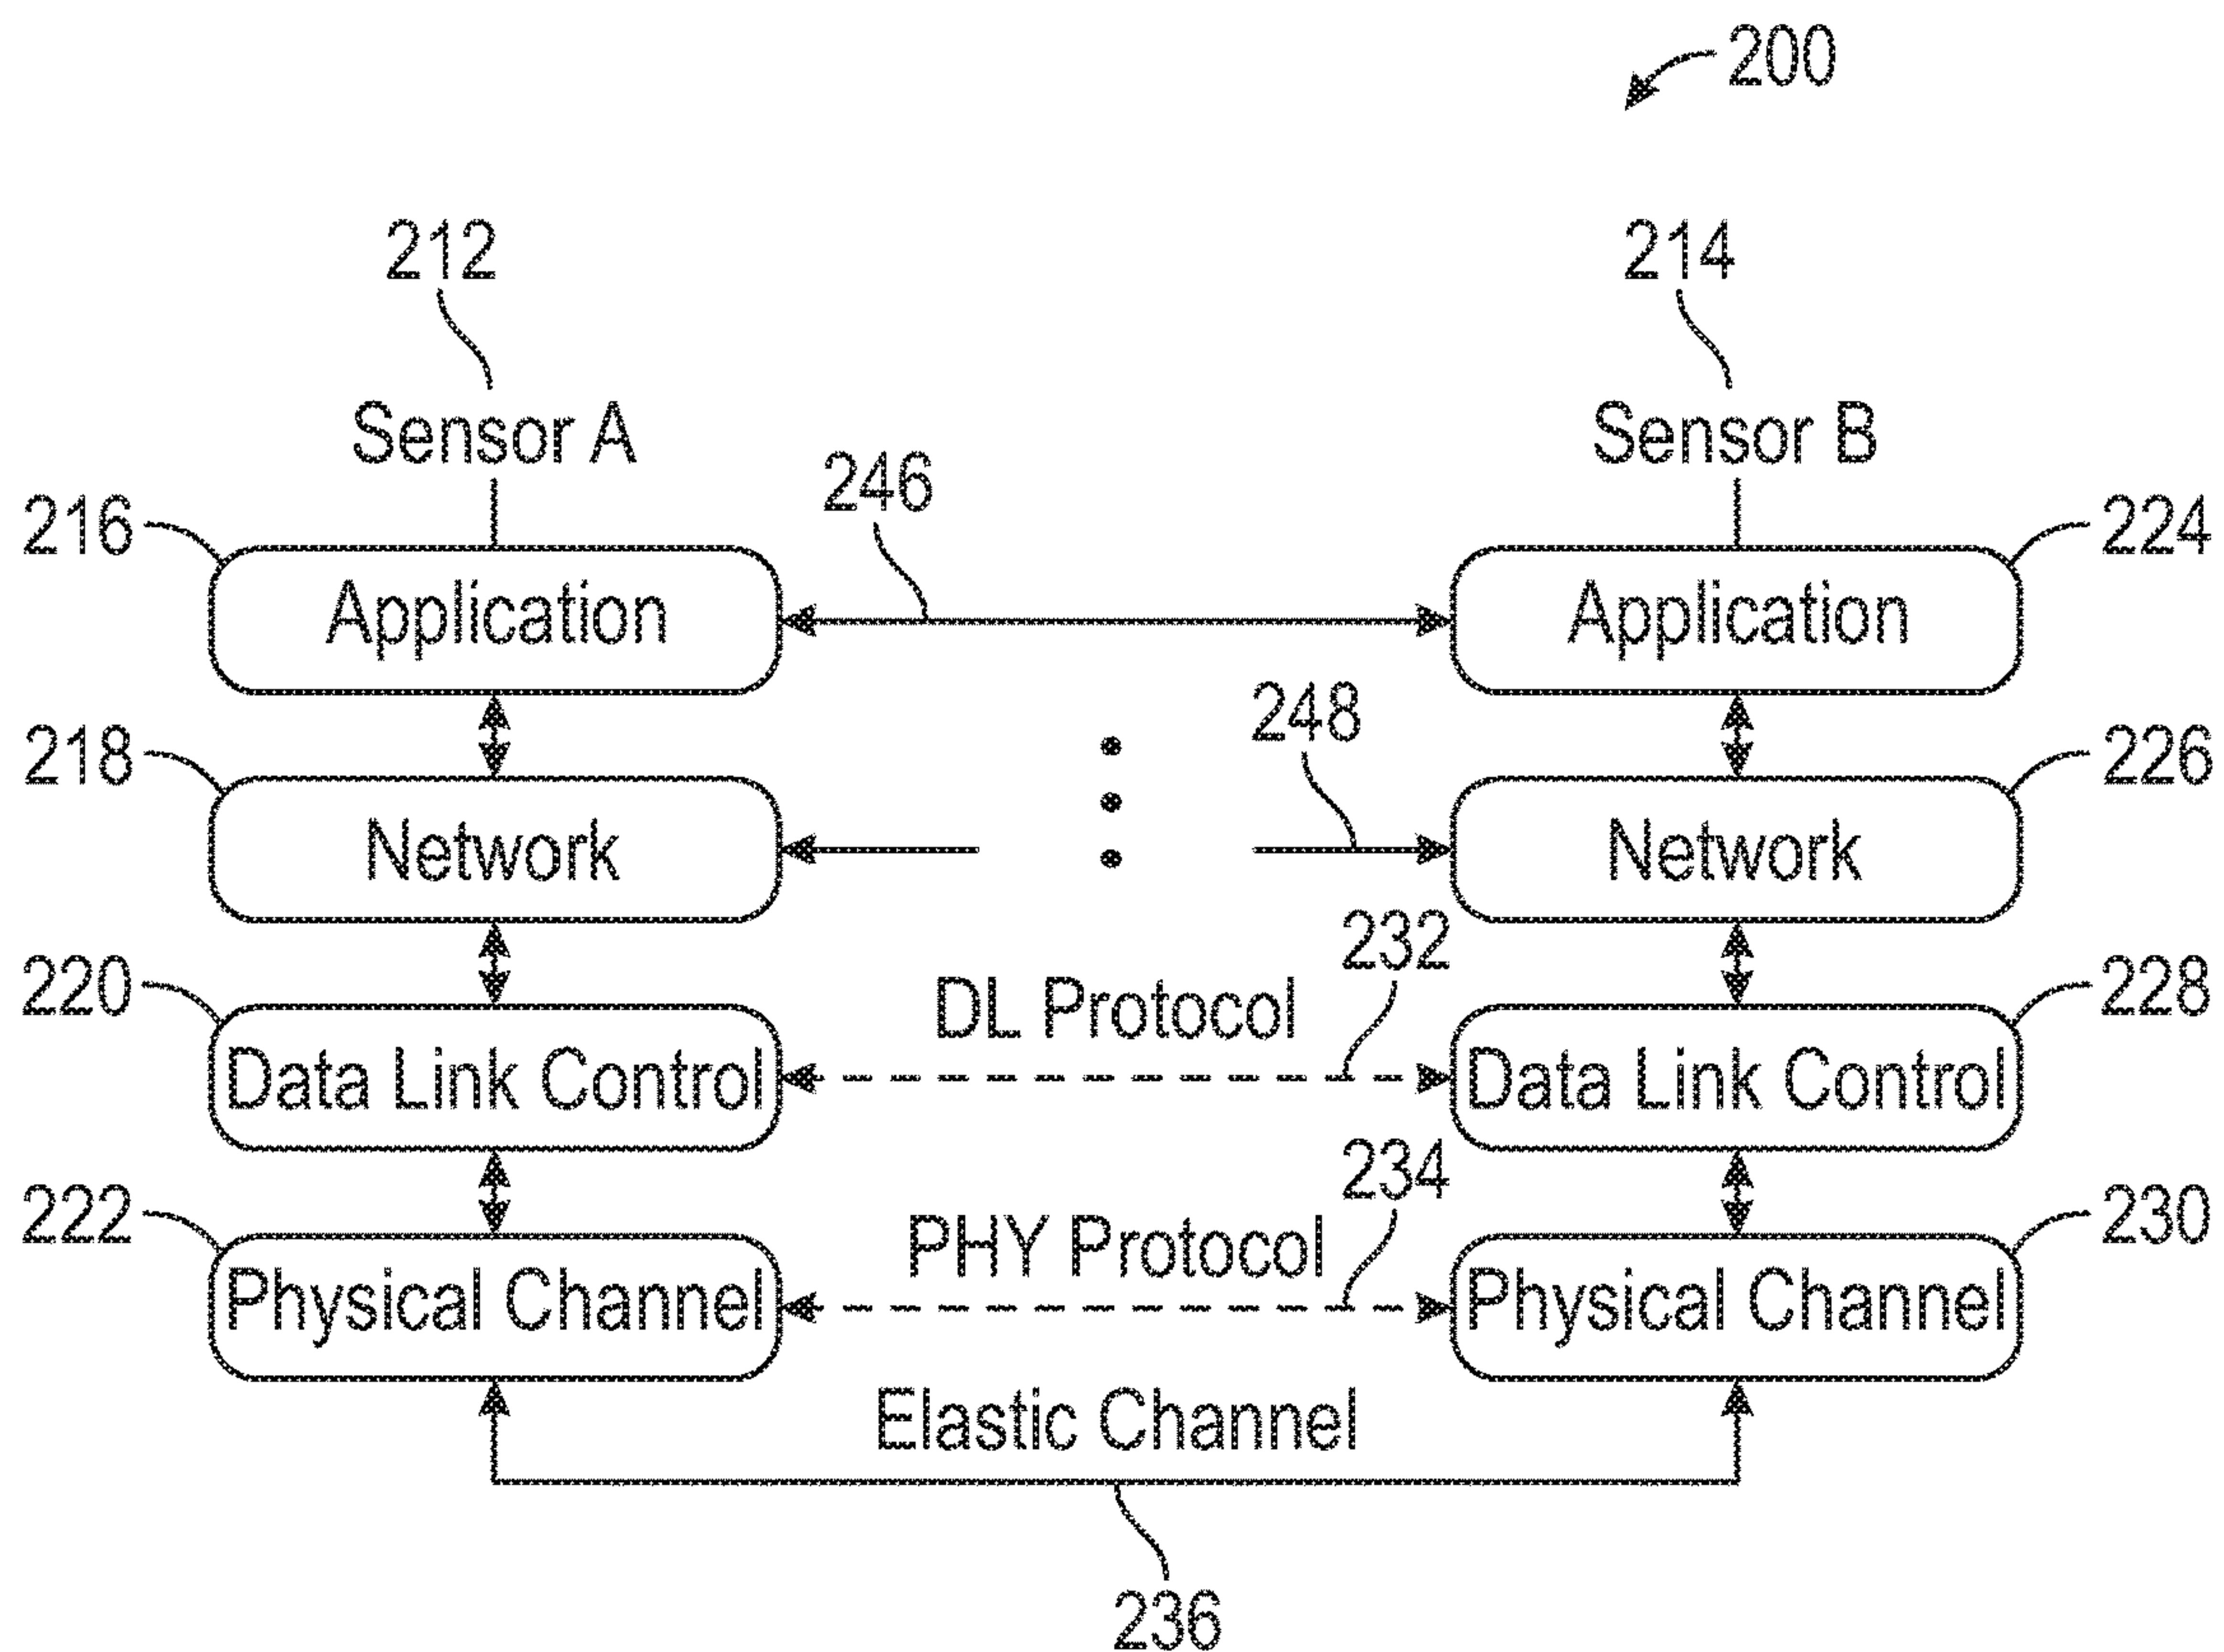 200
212
214
Sensor A
Sensor B
246
216
224
Application
Application
248
218
226
Network
Network
232
220
228
DL Protocol
Data Link Control
Data Link Control
234
222
230
PHY Protocol
Physical Channel
Physical Channel
Elastic Channel
236